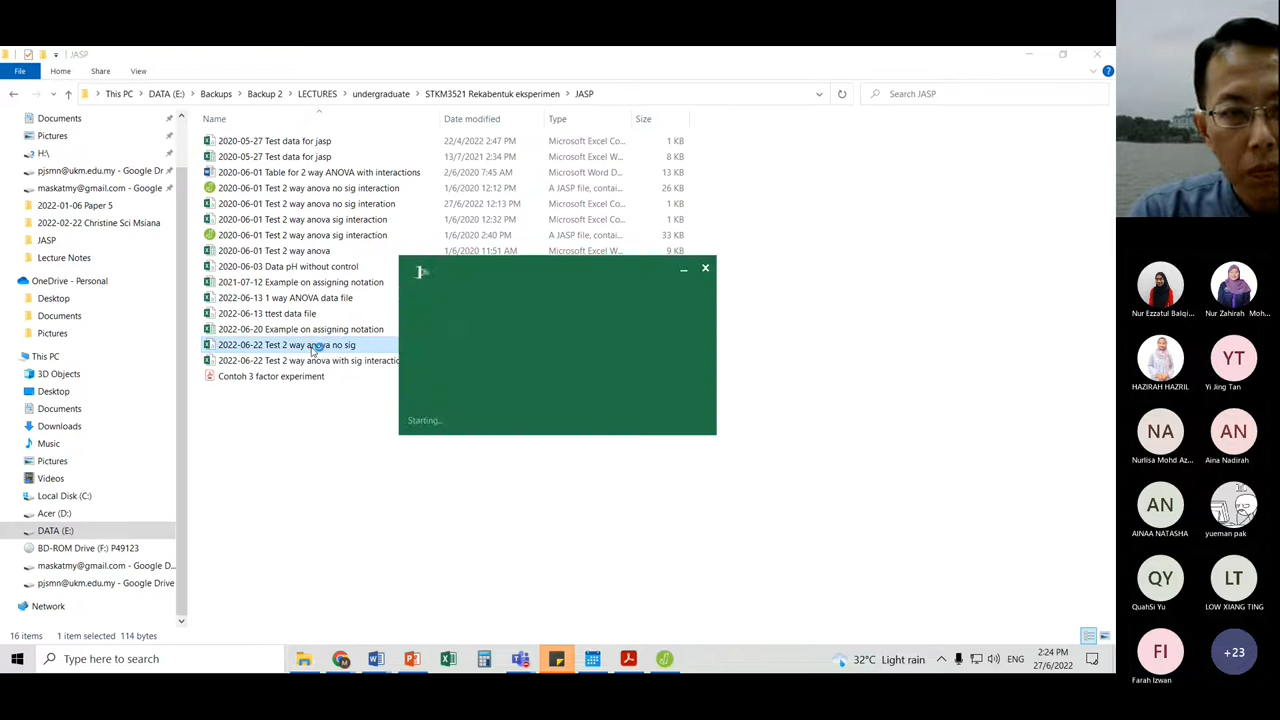 JASP
File Home Share View
This PC DATA (E:) Backups Backup 2 LECTURES undergraduate STKM3521 Rekabentuk eksperimen JASP
Search JASP
Name Date modified Type Size
Documents
Pictures
H:\
pjsmn@ukm.edu.my - Google Dr
maskatmy@gmail.com - Google
2022-01-06 Paper 5
2022-02-22 Christine Sci Msiana
JASP
Lecture Notes
OneDrive - Personal
Desktop
Documents
Pictures
This PC
3D Objects
Desktop
Documents
Downloads
Music
Pictures
Videos
Local Disk (C:)
Acer (D:)
DATA (E:)
BD-ROM Drive (F:) P49123
maskatmy@gmail.com - Google D...
pjsmn@ukm.edu.my - Google Drive
Network
2020-05-27 Test data for jasp 22/4/2022 2:47 PM Microsoft Excel Co... 1 KB
2020-05-27 Test data for jasp 13/7/2021 2:34 PM Microsoft Excel W... 8 KB
2020-06-01 Table for 2 way ANOVA with interactions 2/6/2020 7:45 AM Microsoft Word D... 13 KB
2020-06-01 Test 2 way anova no sig interaction 1/6/2020 12:12 PM A JASP file, contai... 26 KB
2020-06-01 Test 2 way anova no sig interation 27/6/2022 12:13 PM Microsoft Excel Co... 1 KB
2020-06-01 Test 2 way anova sig interaction 1/6/2020 12:32 PM Microsoft Excel Co... 1 KB
2020-06-01 Test 2 way anova sig interaction 1/6/2020 2:40 PM A JASP file, contai... 33 KB
2020-06-01 Test 2 way anova 1/6/2020 11:51 AM Microsoft Excel W... 9 KB
2020-06-03 Data pH without control
2021-07-12 Example on assigning notation
2022-06-13 1 way ANOVA data file
2022-06-13 ttest data file
2022-06-20 Example on assigning notation
2022-06-22 Test 2 way anova no sig
2022-06-22 Test 2 way anova with sig interactio
Contoh 3 factor experiment
Starting...
16 items 1 item selected 114 bytes
Type here to search
32°C Light rain
ENG
2:24 PM
27/6/2022
Nur Ezzatul Balqi...
Nur Zahirah Moh...
HAZIRAH HAZRIL
YT
Yi Jing Tan
NA
Nurlisa Mohd Az...
AN
Aina Nadirah
AN
AINAA NATASHA
yueman pak
QY
QuahSi Yu
LT
LOW XIANG TING
FI
Farah Izwan
+23